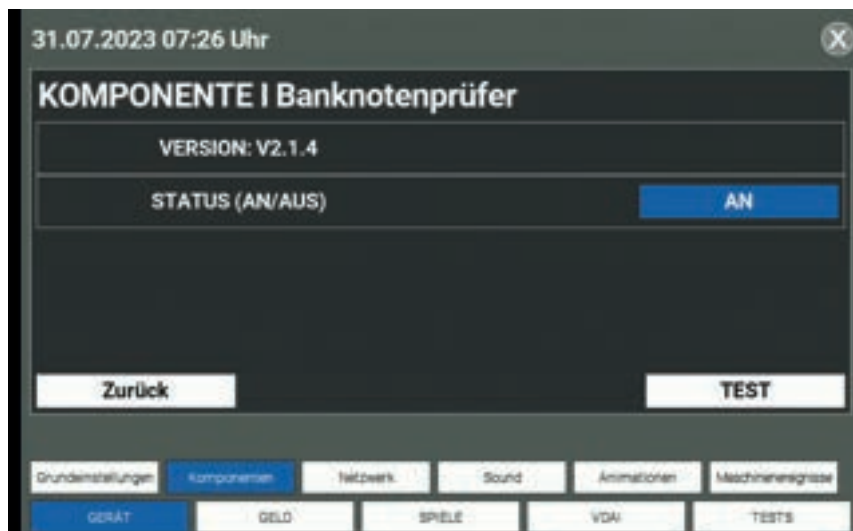 31.07.2023 07:26 Uhr
X
KOMPONENTE I Banknotenprüfer
VERSION: V2.1.4
STATUS (AN/AUS) AN
Zurück TEST
Grundeinstellungen Komponenten Netzwerk Sound Animationen Maschinenereignisse
GERÄT GELD SPIELE VDAI TESTS